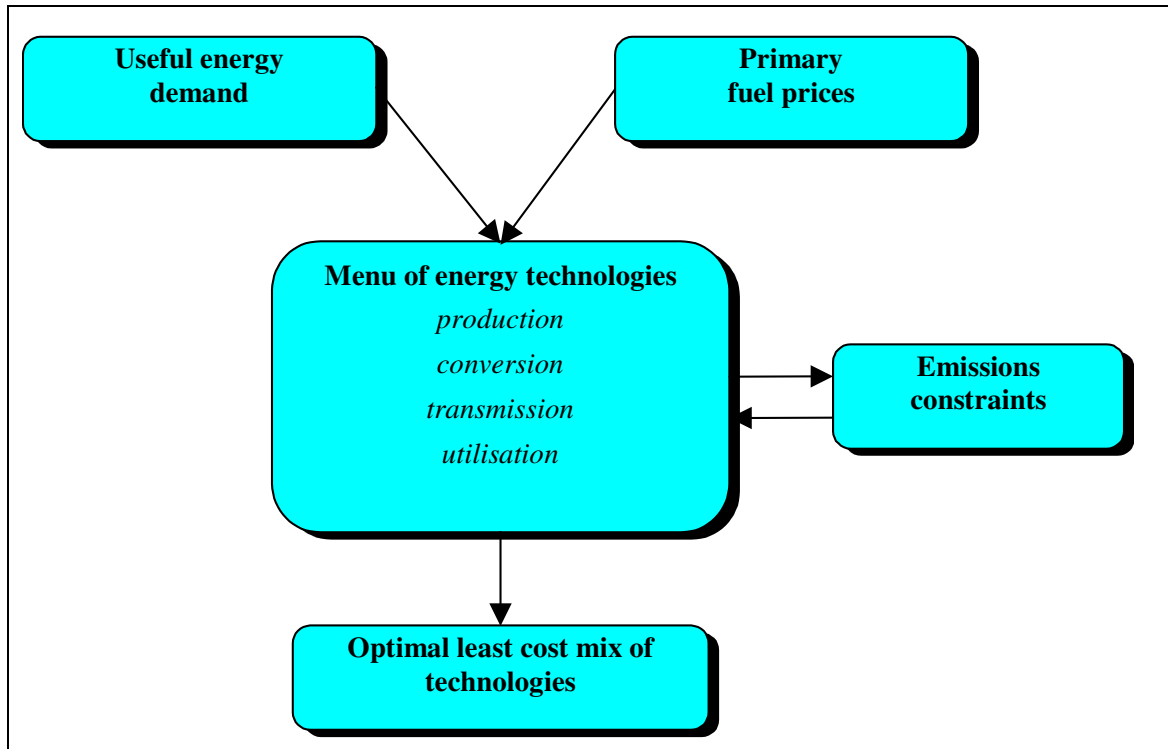 Useful energy
demand
Primary
fuel prices
Menu of energy technologies
production
conversion
transmission
utilisation
Emissions
constraints
Optimal least cost mix of
technologies